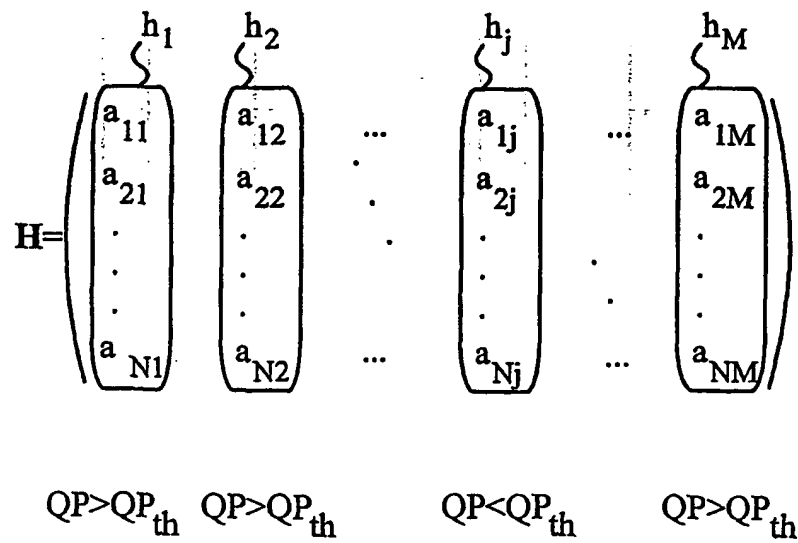 h1 h2 hj hM
a11 a12 ... a1j ... a1M
a21 a22 a2j a2M
H=
aN1 aN2 ... aNj ... aNM
QP>QPth QP>QPth QP<QPth QP>QPth